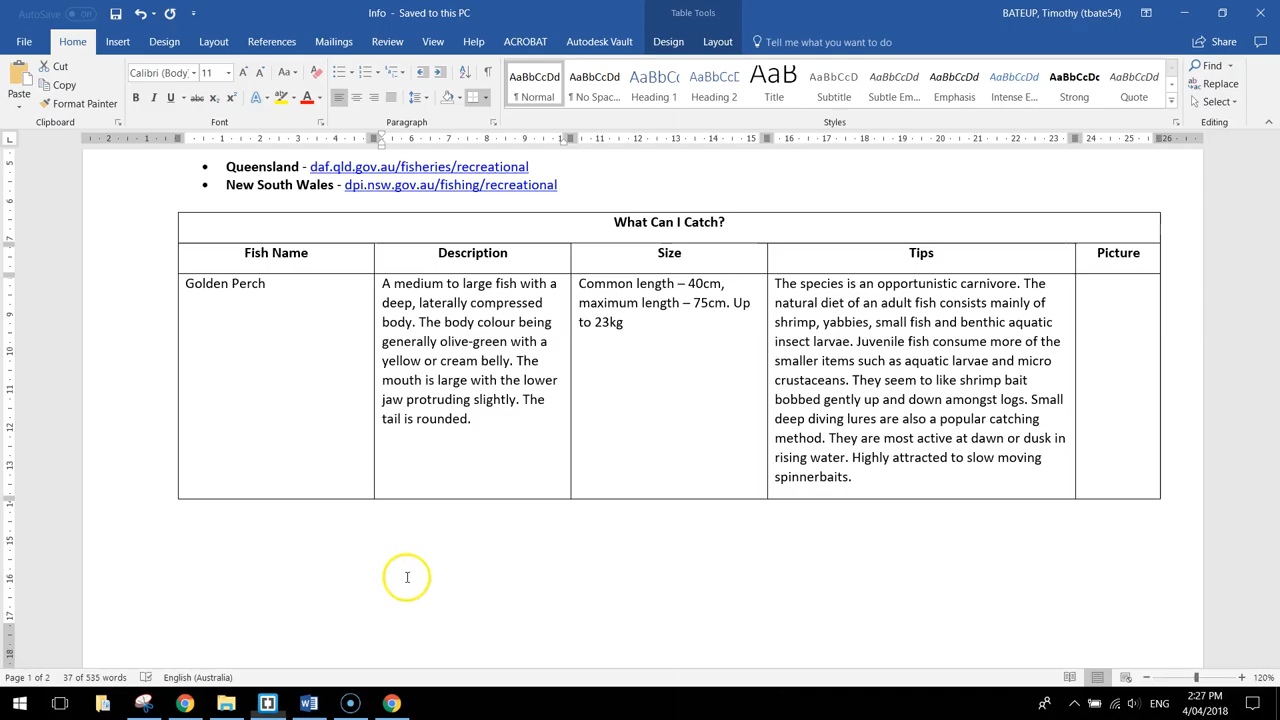 AutoSave Off
Info - Saved to this PC
Table Tools
BATEUP, Timothy (tbate54)
File Home Insert Design Layout References Mailings Review View Help ACROBAT Autodesk Vault Design Layout Tell me what you want to do Share
Paste
Cut
Copy
Format Painter
Clipboard
Calibri (Body) 11
Font
Paragraph
AaBbCcDd ¶ Normal
AaBbCcDd ¶ No Spac...
AaBbCc Heading 1
AaBbCcD Heading 2
AaB Title
AaBbCcD Subtitle
AaBbCcDd Subtle Em...
AaBbCcDd Emphasis
AaBbCcDd Intense E...
AaBbCcDc Strong
AaBbCcDd Quote
Styles
Find
Replace
Select
Editing
• Queensland - daf.qld.gov.au/fisheries/recreational
• New South Wales - dpi.nsw.gov.au/fishing/recreational
What Can I Catch?
Fish Name Description Size Tips Picture
Golden Perch
A medium to large fish with a
deep, laterally compressed
body. The body colour being
generally olive-green with a
yellow or cream belly. The
mouth is large with the lower
jaw protruding slightly. The
tail is rounded.
Common length – 40cm,
maximum length – 75cm. Up
to 23kg
The species is an opportunistic carnivore. The
natural diet of an adult fish consists mainly of
shrimp, yabbies, small fish and benthic aquatic
insect larvae. Juvenile fish consume more of the
smaller items such as aquatic larvae and micro
crustaceans. They seem to like shrimp bait
bobbed gently up and down amongst logs. Small
deep diving lures are also a popular catching
method. They are most active at dawn or dusk in
rising water. Highly attracted to slow moving
spinnerbaits.
Page 1 of 2 37 of 535 words English (Australia) 120%
ENG
2:27 PM
4/04/2018